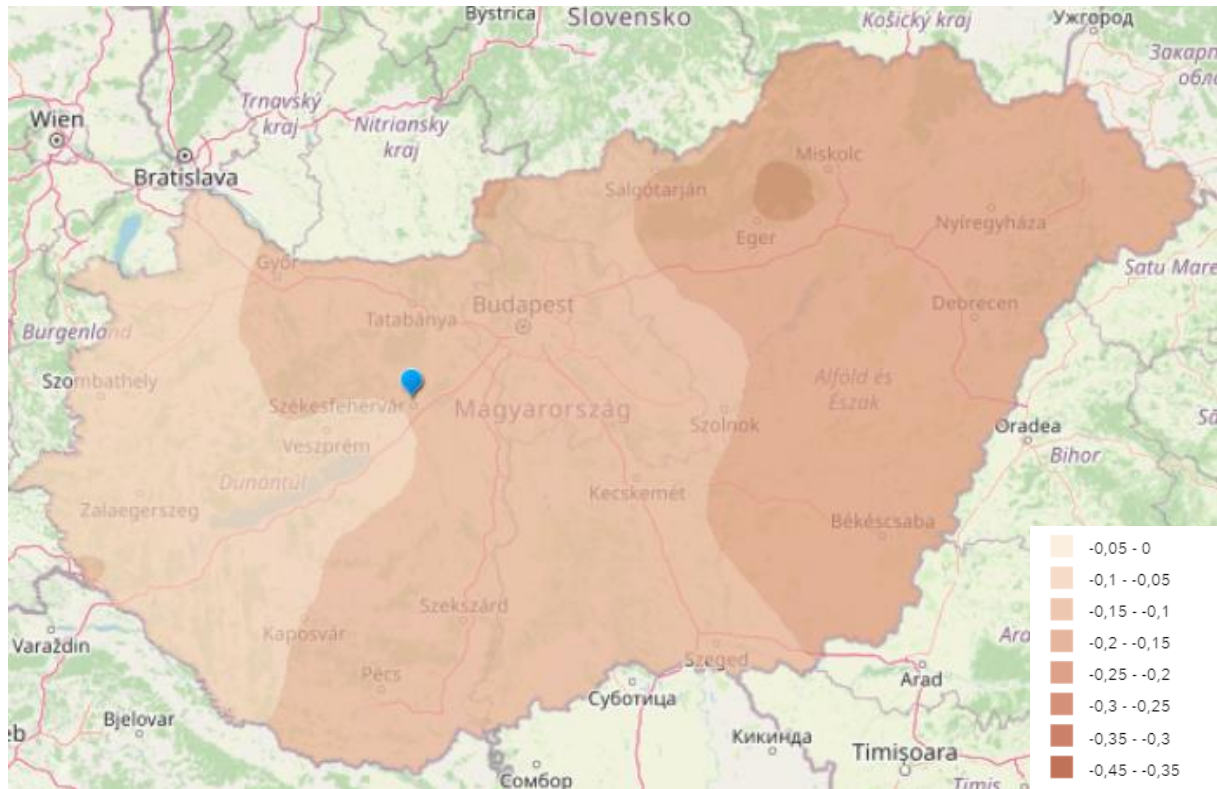 Bystrica
Slovensko
Košický kraj
Ужгород
Закарп
обла
Wien
Trnavský
kraj
Nitriansky
kraj
Bratislava
Miskolc
Salgótarján
Nyíregyháza
Eger
Győr
Satu Mare
Budapest
Debrecen
Tatabánya
Burgenland
Szombathely
Alföld és
Észak
Székesfehérvár
Magyarország
Szolnok
Oradea
Veszprém
Bihor
Dunántúl
Kecskemét
Zalaegerszeg
Békéscsaba
Szekszárd
Kaposvár
Varaždin
Ara
Szeged
Pécs
Arad
Суботица
Bjelovar
eb
Кикинда
Timișoara
Сомбор
Timiș
-0,05 - 0
-0,1 - -0,05
-0,15 - -0,1
-0,2 - -0,15
-0,25 - -0,2
-0,3 - -0,25
-0,35 - -0,3
-0,45 - -0,35